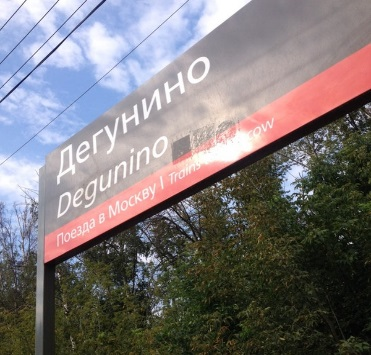 Дегунино
Degunino
Поезда в Москву | Trains